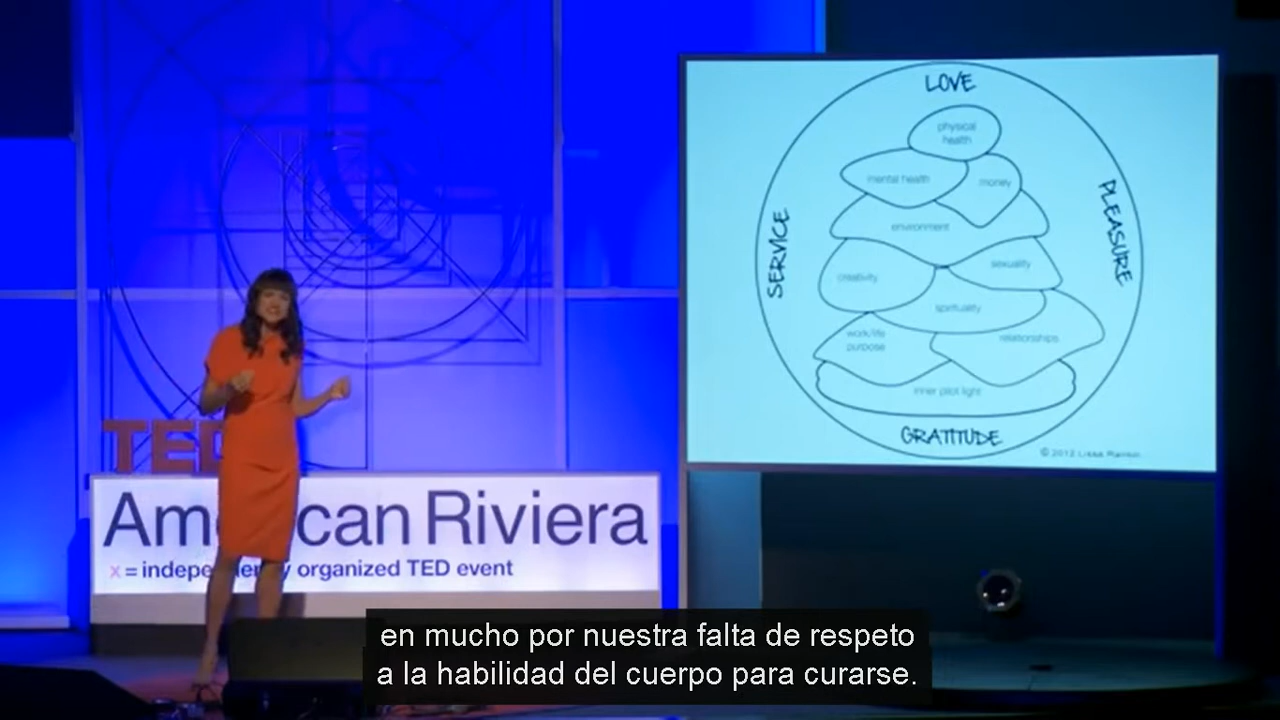 LOVE
physical
health
mental health
money
environment
SERVICE
PLEASURE
creativity
sexuality
spirituality
work/life
purpose
relationships
inner pilot light
GRATITUDE
© 2012 Lissa Rankin
TED
American Riviera
x = independently organized TED event
en mucho por nuestra falta de respeto
a la habilidad del cuerpo para curarse.